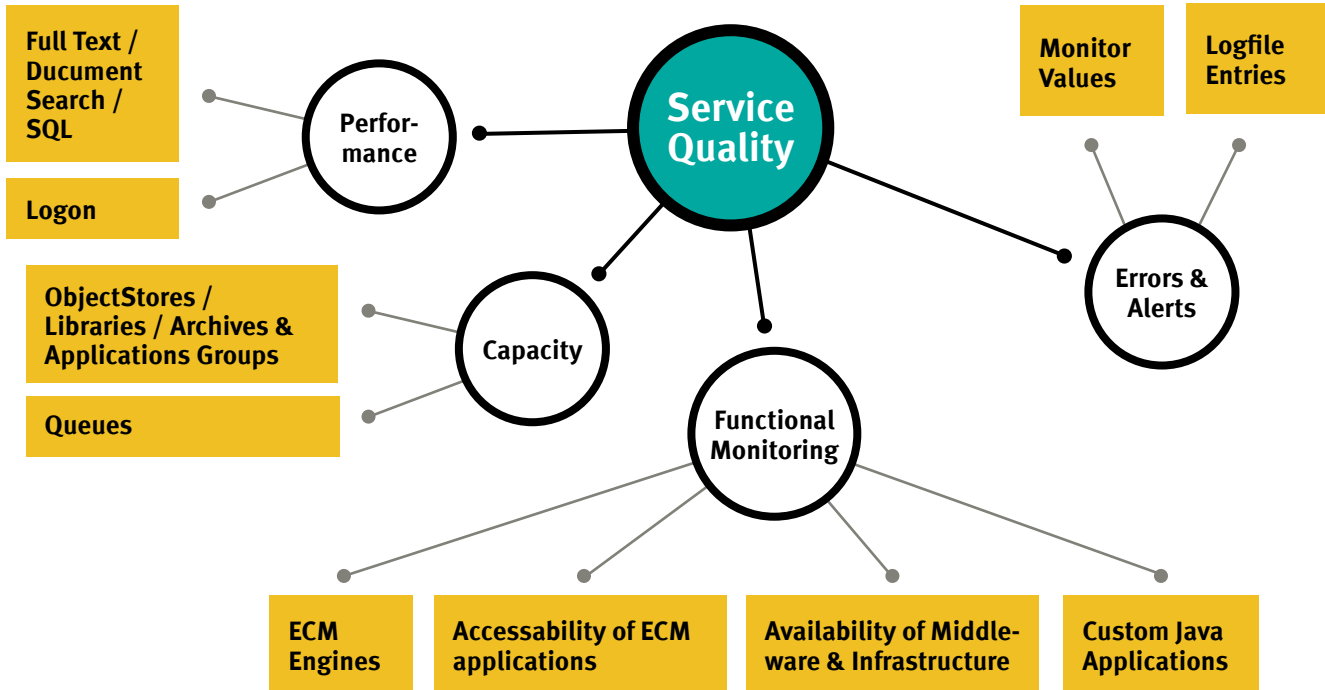 Full Text /
Ducument
Search /
SQL
Logon
Perfor-
mance
Service
Quality
Monitor
Values
Logfile
Entries
Errors &
Alerts
ObjectStores /
Libraries / Archives &
Applications Groups
Queues
Capacity
Functional
Monitoring
ECM
Engines
Accessability of ECM
applications
Availability of Middle-
ware & Infrastructure
Custom Java
Applications